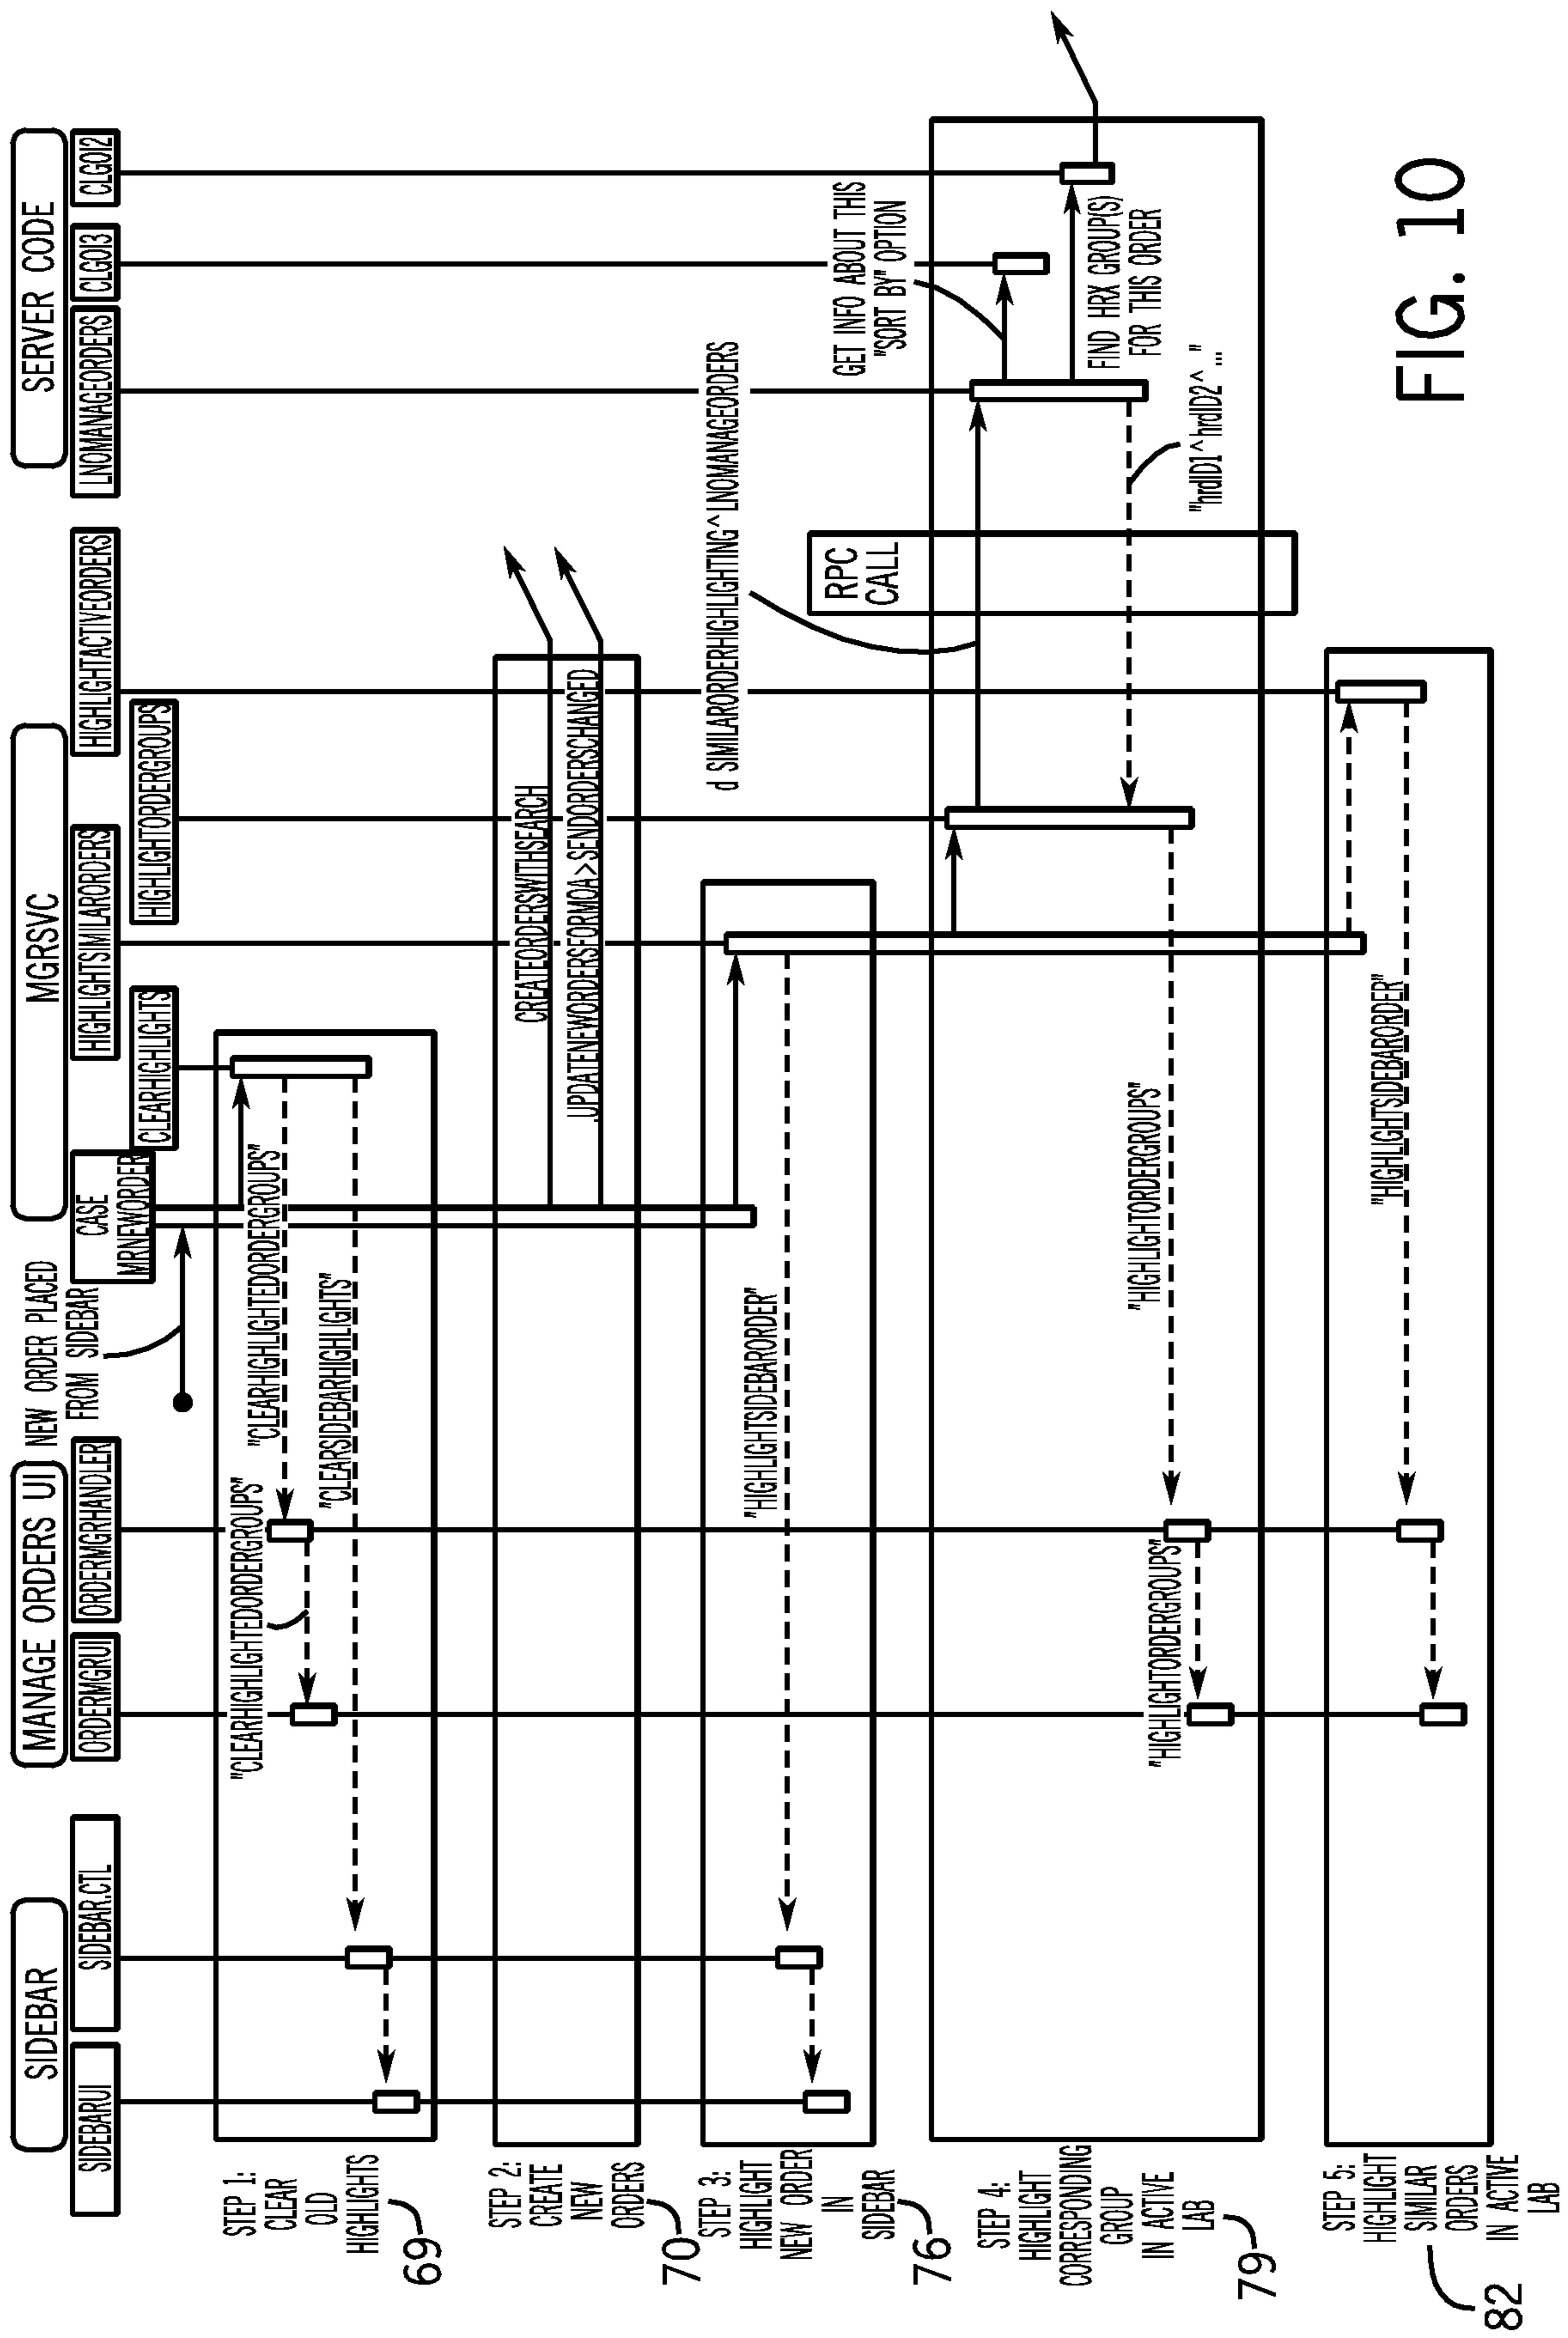 SIDEBAR
MANAGE ORDERS UI
MGRSVC
SERVER CODE
NEW ORDER PLACED
FROM SIDEBAR
SIDEBARUI
SIDEBAR.CTL
ORDERMGRUI
ORDERMGRHANDLER
CASE
MRNEWORDER
CLEARHIGHLIGHTS
HIGHLIGHTSIMILARORDERS
HIGHLIGHTORDERGROUPS
HIGHLIGHTACTIVEORDERS
LNOMANAGEORDERS
CLGOI3
CLGOI2
STEP 1:
CLEAR
OLD
HIGHLIGHTS
69
"CLEARHIGHLIGHTEDORDERGROUPS"
"CLEARHIGHLIGHTEDORDERGROUPS"
"CLEARSIDEBARHIGHLIGHTS"
STEP 2:
CREATE
NEW
ORDERS
70
CREATEORDERSWITHSEARCH
.UPDATENEWORDERSFORMOA>SENDORDERSCHANGED
STEP 3:
HIGHLIGHT
NEW ORDER
IN
SIDEBAR
76
"HIGHLIGHTSIDEBARORDER"
d SIMILARORDERHIGHLIGHTING^LNOMANAGEORDERS
RPC
CALL
GET INFO ABOUT THIS
"SORT BY" OPTION
FIND HRX GROUP(S)
FOR THIS ORDER
"hrdID1^hrdID2^..."
STEP 4:
HIGHLIGHT
CORRESPONDING
GROUP
IN ACTIVE
LAB
79
"HIGHLIGHTORDERGROUPS"
"HIGHLIGHTORDERGROUPS"
STEP 5:
HIGHLIGHT
SIMILAR
ORDERS
IN ACTIVE
LAB
82
"HIGHLIGHTSIDEBARORDER"
FIG. 10